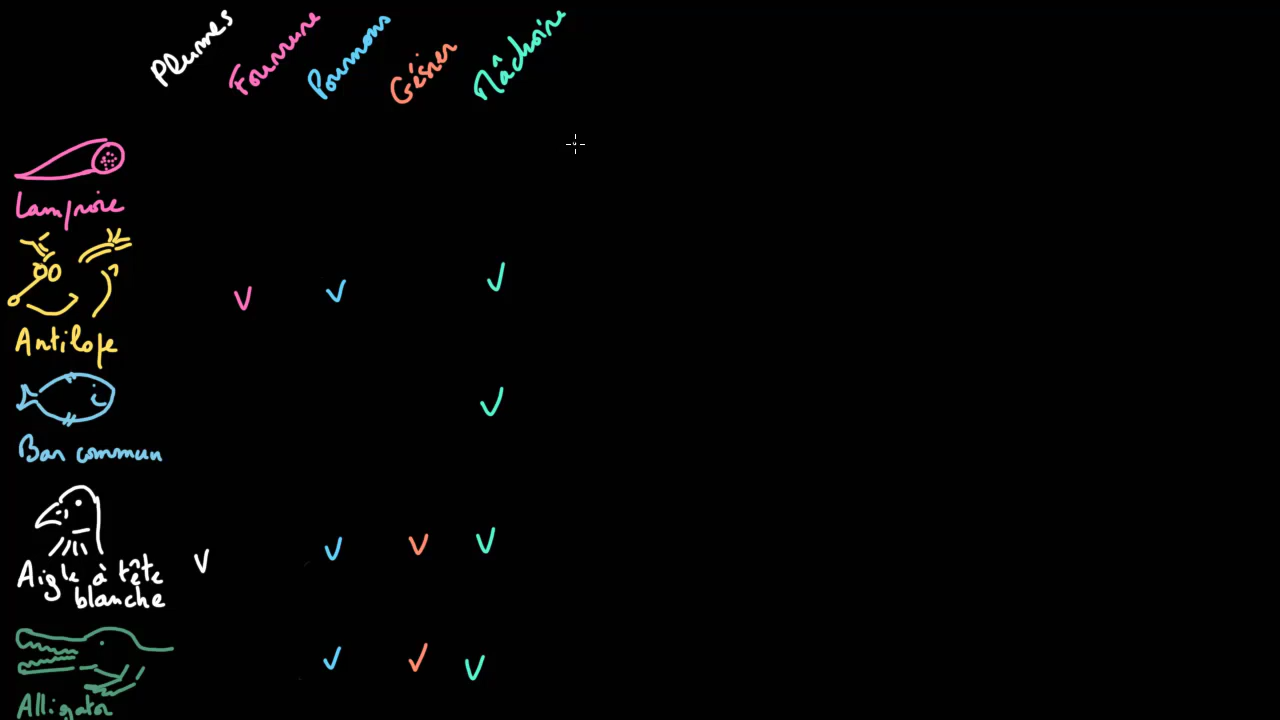 Plumes Fourrure Poumons Gésier Mâchoire
Lamproie
Antilope
Bar commun
Aigle à tête
blanche
Alligator